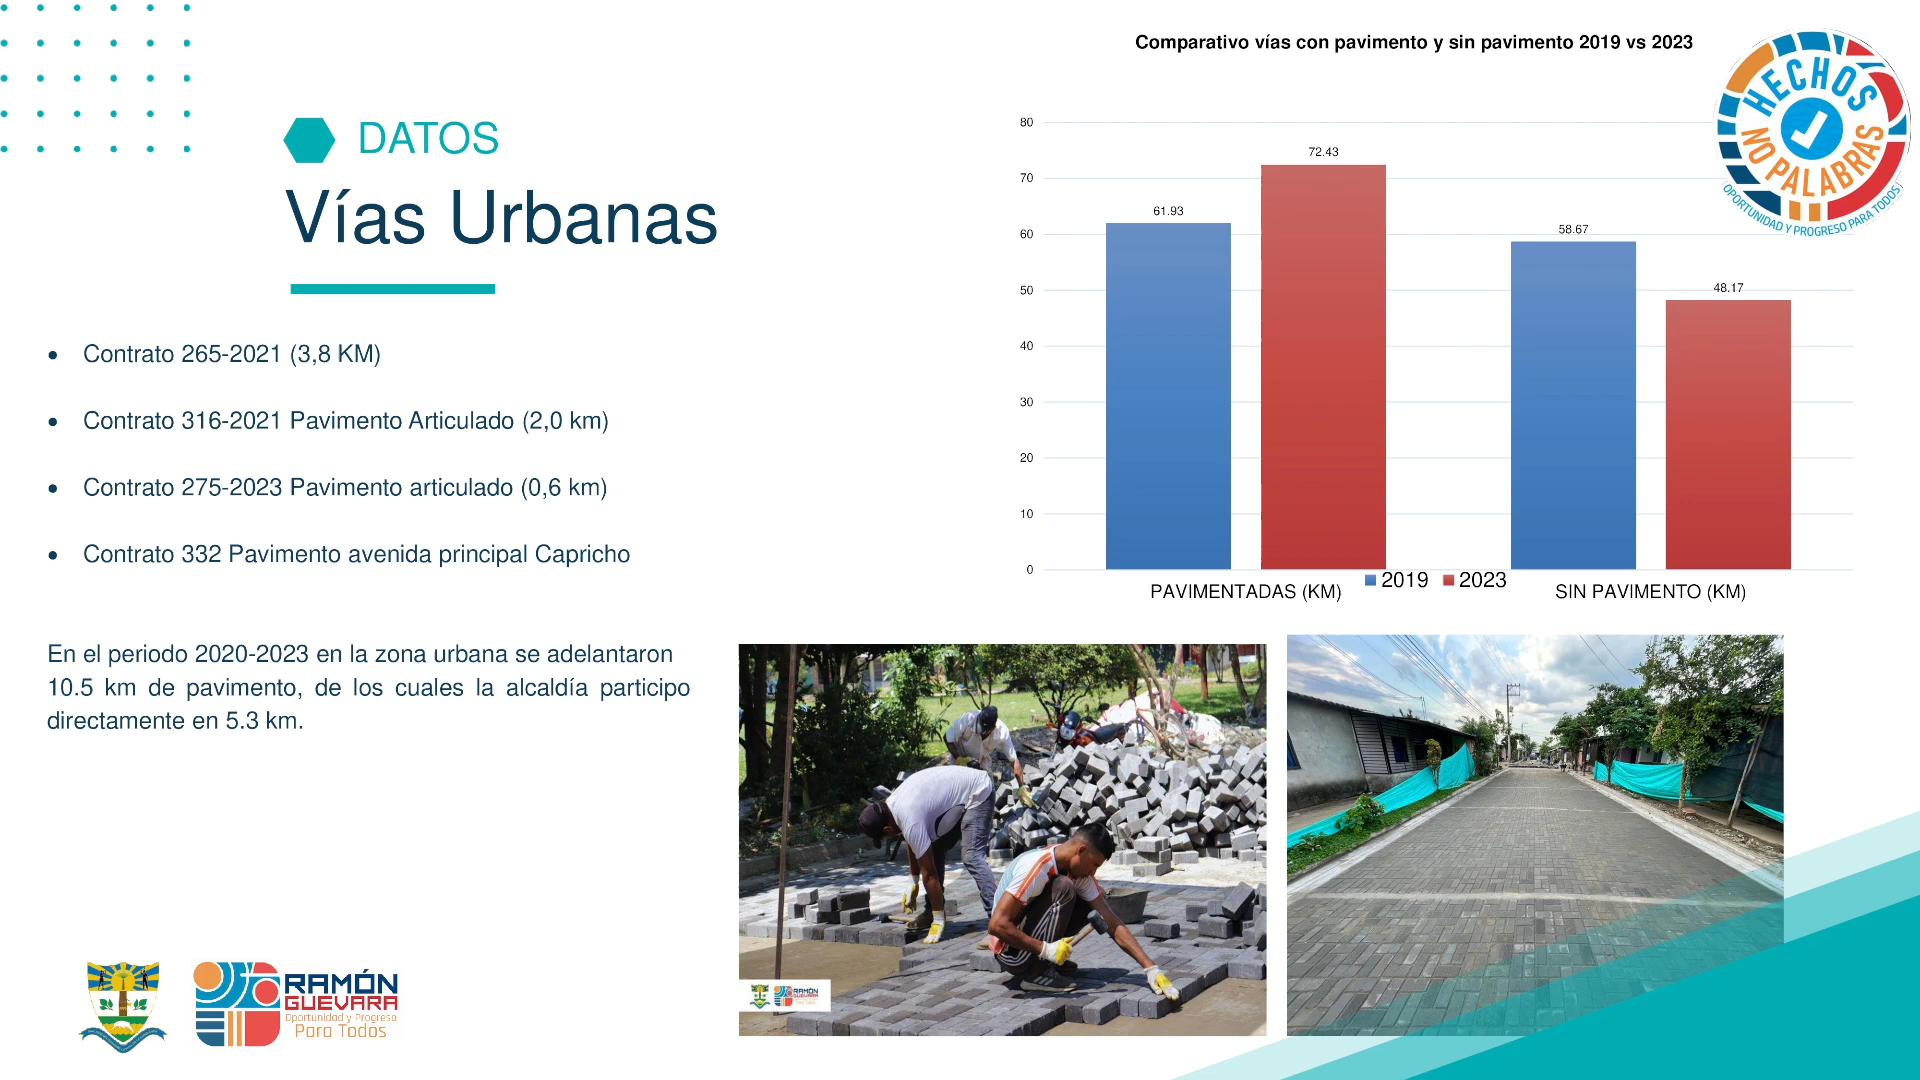 DATOS
Vías Urbanas
• Contrato 265-2021 (3,8 KM)
• Contrato 316-2021 Pavimento Articulado (2,0 km)
• Contrato 275-2023 Pavimento articulado (0,6 km)
• Contrato 332 Pavimento avenida principal Capricho
En el periodo 2020-2023 en la zona urbana se adelantaron
10.5 km de pavimento, de los cuales la alcaldía participo
directamente en 5.3 km.
Comparativo vías con pavimento y sin pavimento 2019 vs 2023
80
70
60
50
40
30
20
10
0
61.93
72.43
58.67
48.17
PAVIMENTADAS (KM)
2019
2023
SIN PAVIMENTO (KM)
HECHOS
NO PALABRAS
OPORTUNIDAD Y PROGRESO PARA TODOS
RAMÓN
GUEVARA
Oportunidad y Progreso
Para Todos
RAMÓN
GUEVARA